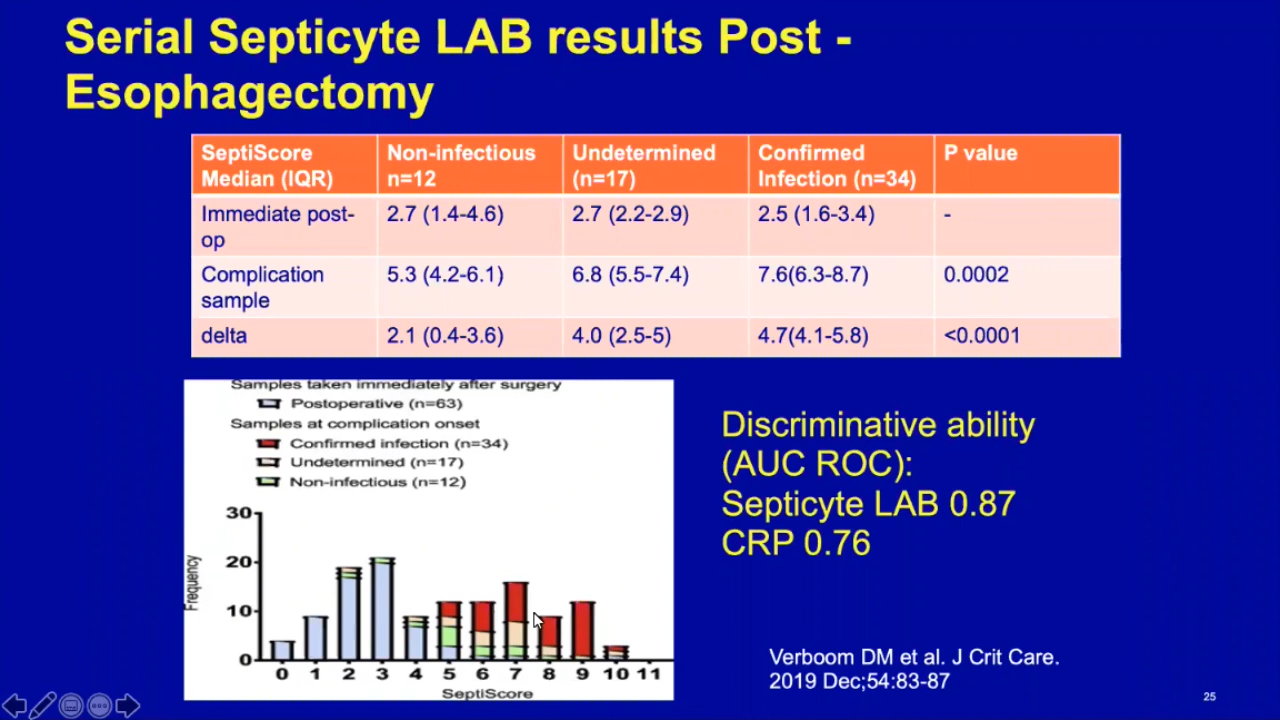 Serial Septicyte LAB results Post -
Esophagectomy
SeptiScore Median (IQR) Non-infectious n=12 Undetermined (n=17) Confirmed Infection (n=34) P value
Immediate post-op 2.7 (1.4-4.6) 2.7 (2.2-2.9) 2.5 (1.6-3.4) -
Complication sample 5.3 (4.2-6.1) 6.8 (5.5-7.4) 7.6(6.3-8.7) 0.0002
delta 2.1 (0.4-3.6) 4.0 (2.5-5) 4.7(4.1-5.8) <0.0001
Samples taken immediately after surgery
Postoperative (n=63)
Samples at complication onset
Confirmed infection (n=34)
Undetermined (n=17)
Non-infectious (n=12)
30
20
10
0
Frequency
0 1 2 3 4 5 6 7 8 9 10 11
SeptiScore
Discriminative ability
(AUC ROC):
Septicyte LAB 0.87
CRP 0.76
Verboom DM et al. J Crit Care.
2019 Dec;54:83-87
25